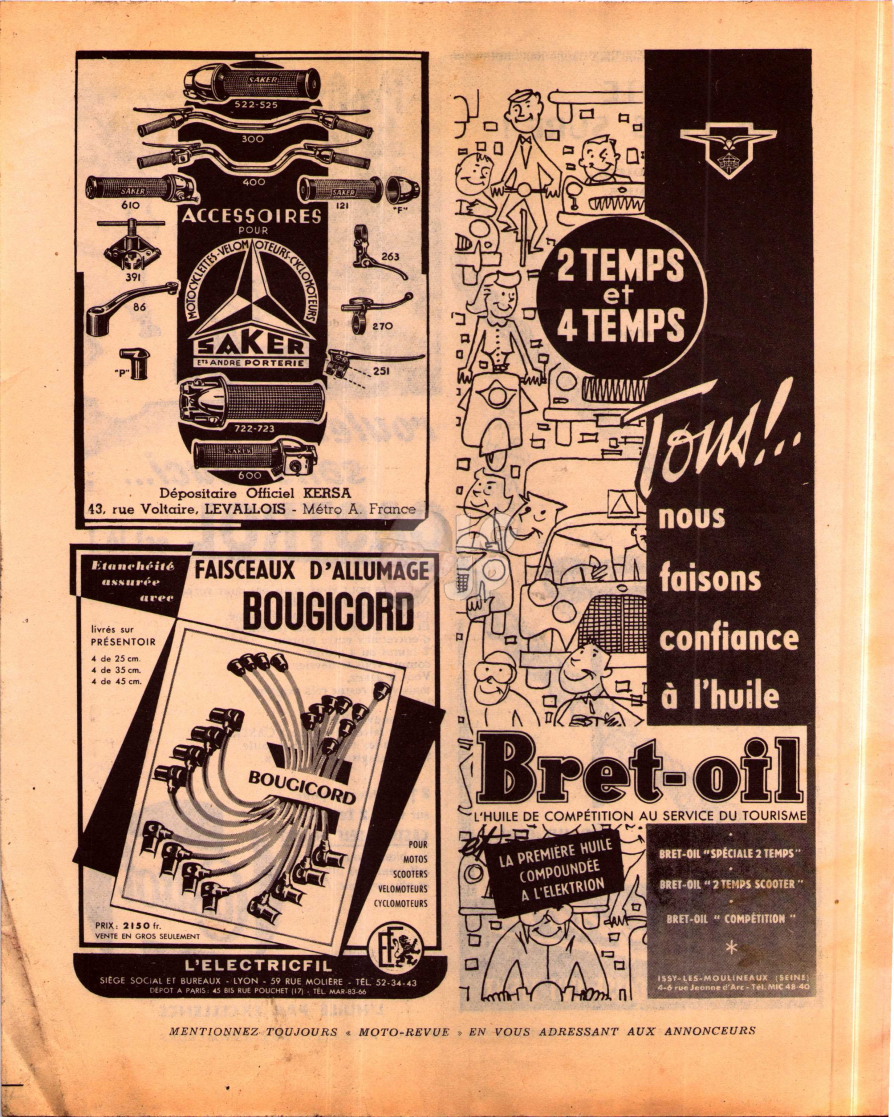 SAKER
522-525
300
400
SAKER
610
SAKER
121
"F"
ACCESSOIRES
POUR
MOTOCYCLETTES-VELOMOTEURS-CYCLOMOTEURS
391
263
86
270
SAKER
ETS ANDRE PORTERIE
"P"
251
722-723
SAKER
600
Dépositaire Officiel KERSA
43, rue Voltaire, LEVALLOIS - Métro A. France
Etanchéité
assurée
avec
FAISCEAUX D'ALLUMAGE
BOUGICORD
livrés sur
PRÉSENTOIR
4 de 25 cm.
4 de 35 cm.
4 de 45 cm.
BOUGICORD
POUR
MOTOS
SCOOTERS
VELOMOTEURS
CYCLOMOTEURS
PRIX : 2150 fr.
VENTE EN GROS SEULEMENT
L'ELECTRICFIL
SIÈGE SOCIAL ET BUREAUX - LYON - 59 RUE MOLIÈRE - TÉL. 52-34-43
DEPOT A PARIS : 45 BIS RUE POUCHET (17) - TÉL. MAR-83-66
2 TEMPS
et
4 TEMPS
Tous!..
nous
faisons
confiance
à l'huile
Bret-oil
L'HUILE DE COMPÉTITION AU SERVICE DU TOURISME
et
LA PREMIÈRE HUILE
COMPOUNDÉE
A L'ELEKTRION
BRET-OIL "SPÉCIALE 2 TEMPS"
BRET-OIL "2 TEMPS SCOOTER"
BRET-OIL " COMPÉTITION "
*
ISSY-LES-MOULINEAUX (SEINE)
4-6 rue Jeanne d'Arc - Tél. MIC 48-40
MENTIONNEZ TOUJOURS « MOTO-REVUE » EN VOUS ADRESSANT AUX ANNONCEURS